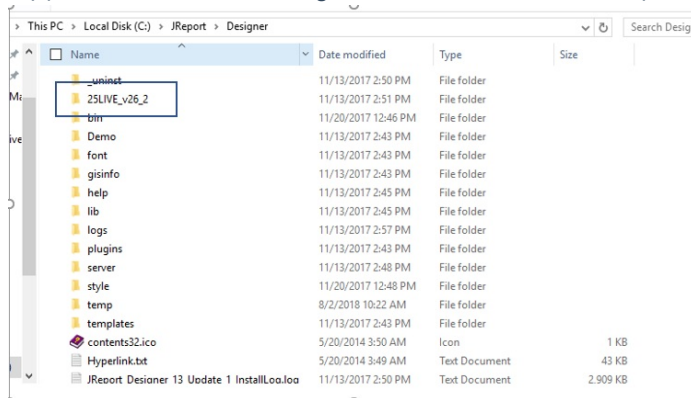 > This PC > Local Disk (C:) > JReport > Designer Search Desig
Name Date modified Type Size
_uninst 11/13/2017 2:50 PM File folder
25LIVE_v26_2 11/13/2017 2:51 PM File folder
bin 11/20/2017 12:46 PM File folder
Demo 11/13/2017 2:43 PM File folder
font 11/13/2017 2:43 PM File folder
gisinfo 11/13/2017 2:43 PM File folder
help 11/13/2017 2:45 PM File folder
lib 11/13/2017 2:45 PM File folder
logs 11/13/2017 2:57 PM File folder
plugins 11/13/2017 2:43 PM File folder
server 11/13/2017 2:48 PM File folder
style 11/20/2017 12:48 PM File folder
temp 8/2/2018 10:22 AM File folder
templates 11/13/2017 2:43 PM File folder
contents32.ico 5/20/2014 3:50 AM Icon 1 KB
Hyperlink.txt 5/20/2014 3:49 AM Text Document 43 KB
JReport_Designer_13_Update_1_InstallLog.log 11/13/2017 2:50 PM Text Document 2,909 KB